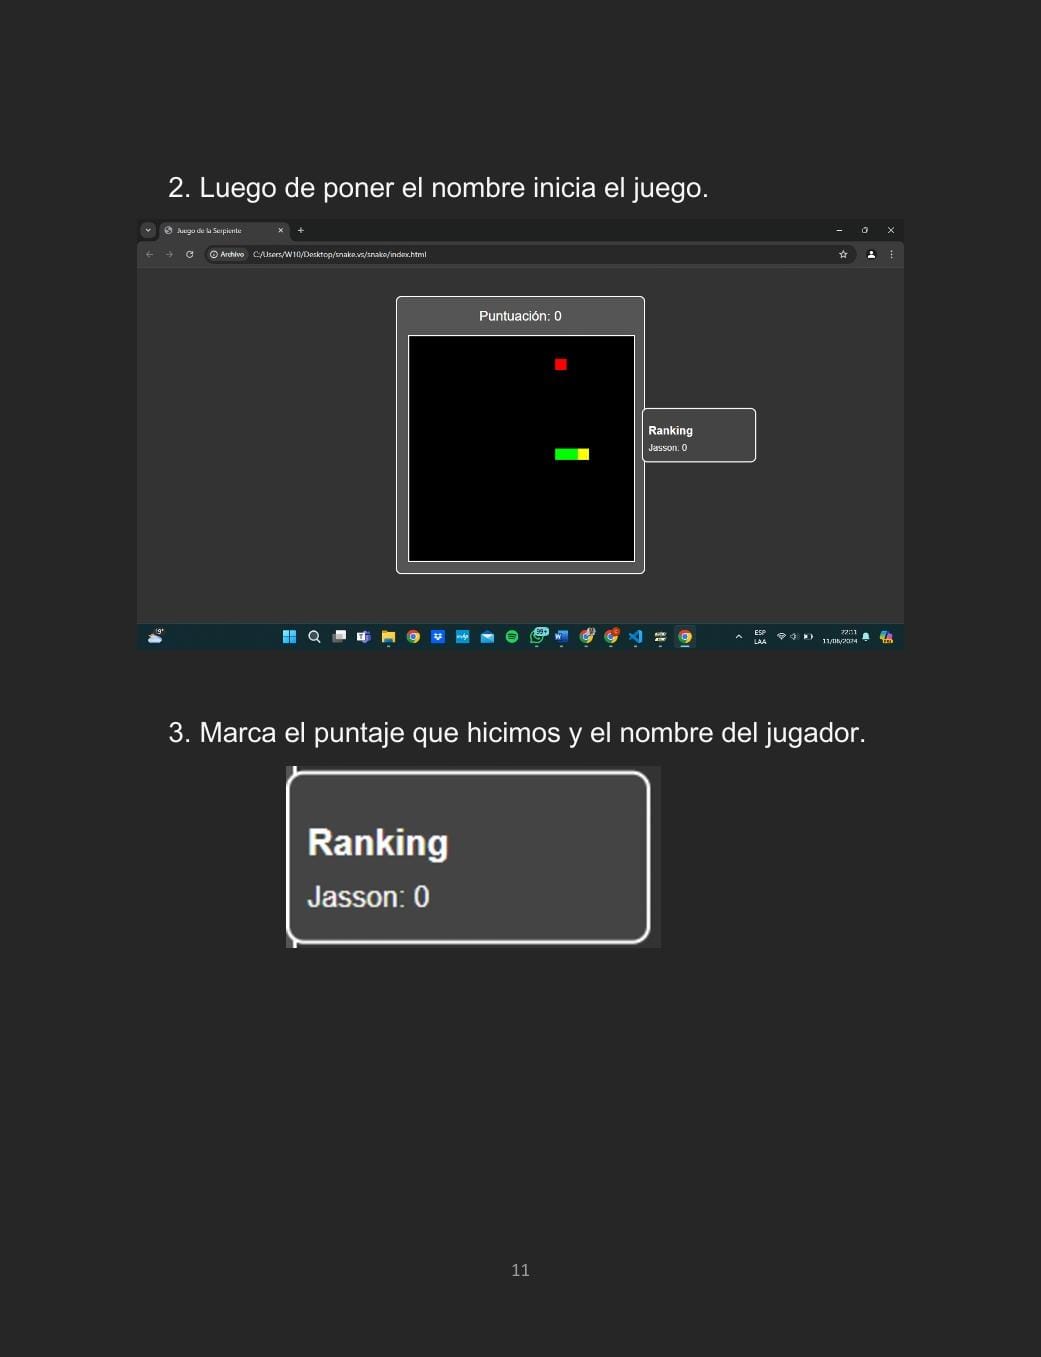 2. Luego de poner el nombre inicia el juego.
Juego de la Serpiente
Archivo C:/Users/W10/Desktop/snake.vs/snake/index.html
Puntuación: 0
Ranking
Jasson: 0
99+
ESP
LAA
22:11
11/06/2024
3. Marca el puntaje que hicimos y el nombre del jugador.
Ranking
Jasson: 0
11